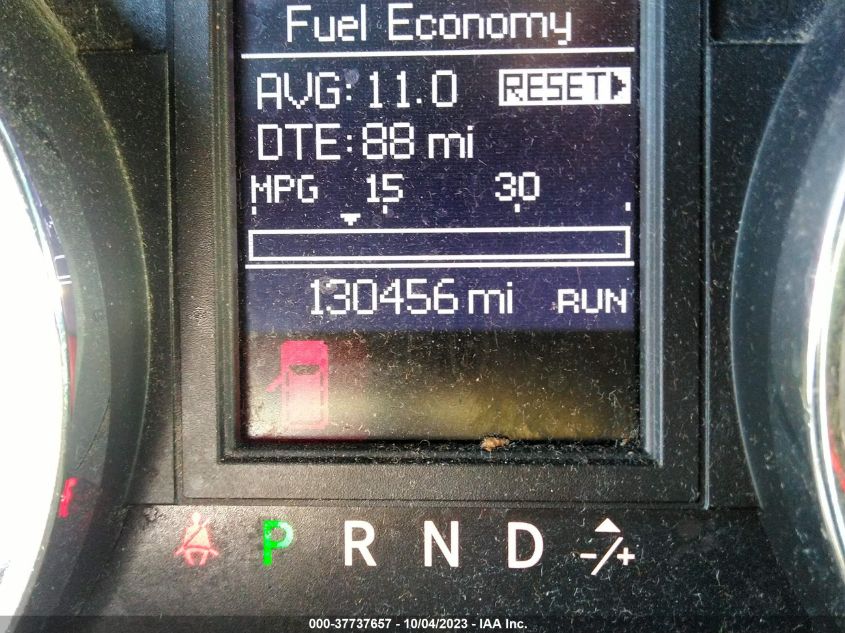 Fuel Economy
AVG: 11.0 RESET
DTE: 88 mi
MPG 15 30
130456 mi RUN
F
P R N D -/+
000-37737657 - 10/04/2023 - IAA Inc.